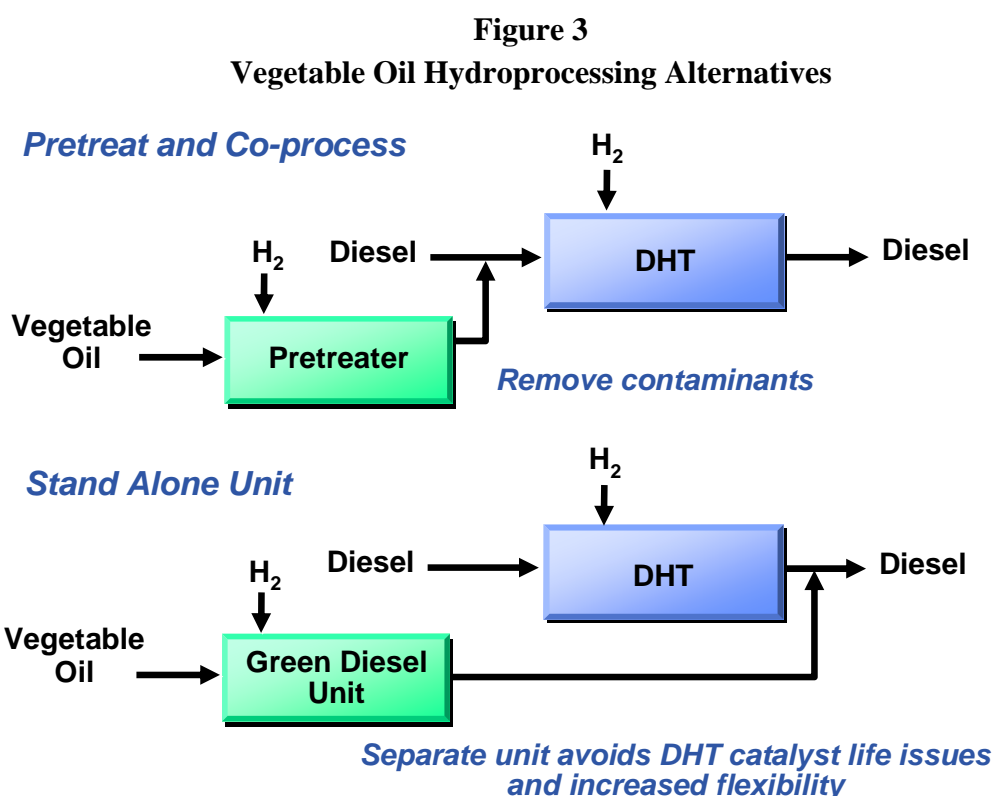 Figure 3
Vegetable Oil Hydroprocessing Alternatives
Pretreat and Co-process
H2
H2
Diesel
DHT
Diesel
Vegetable
Oil
Pretreater
Remove contaminants
Stand Alone Unit
H2
Diesel
DHT
Diesel
H2
Vegetable
Oil
Green Diesel
Unit
Separate unit avoids DHT catalyst life issues
and increased flexibility